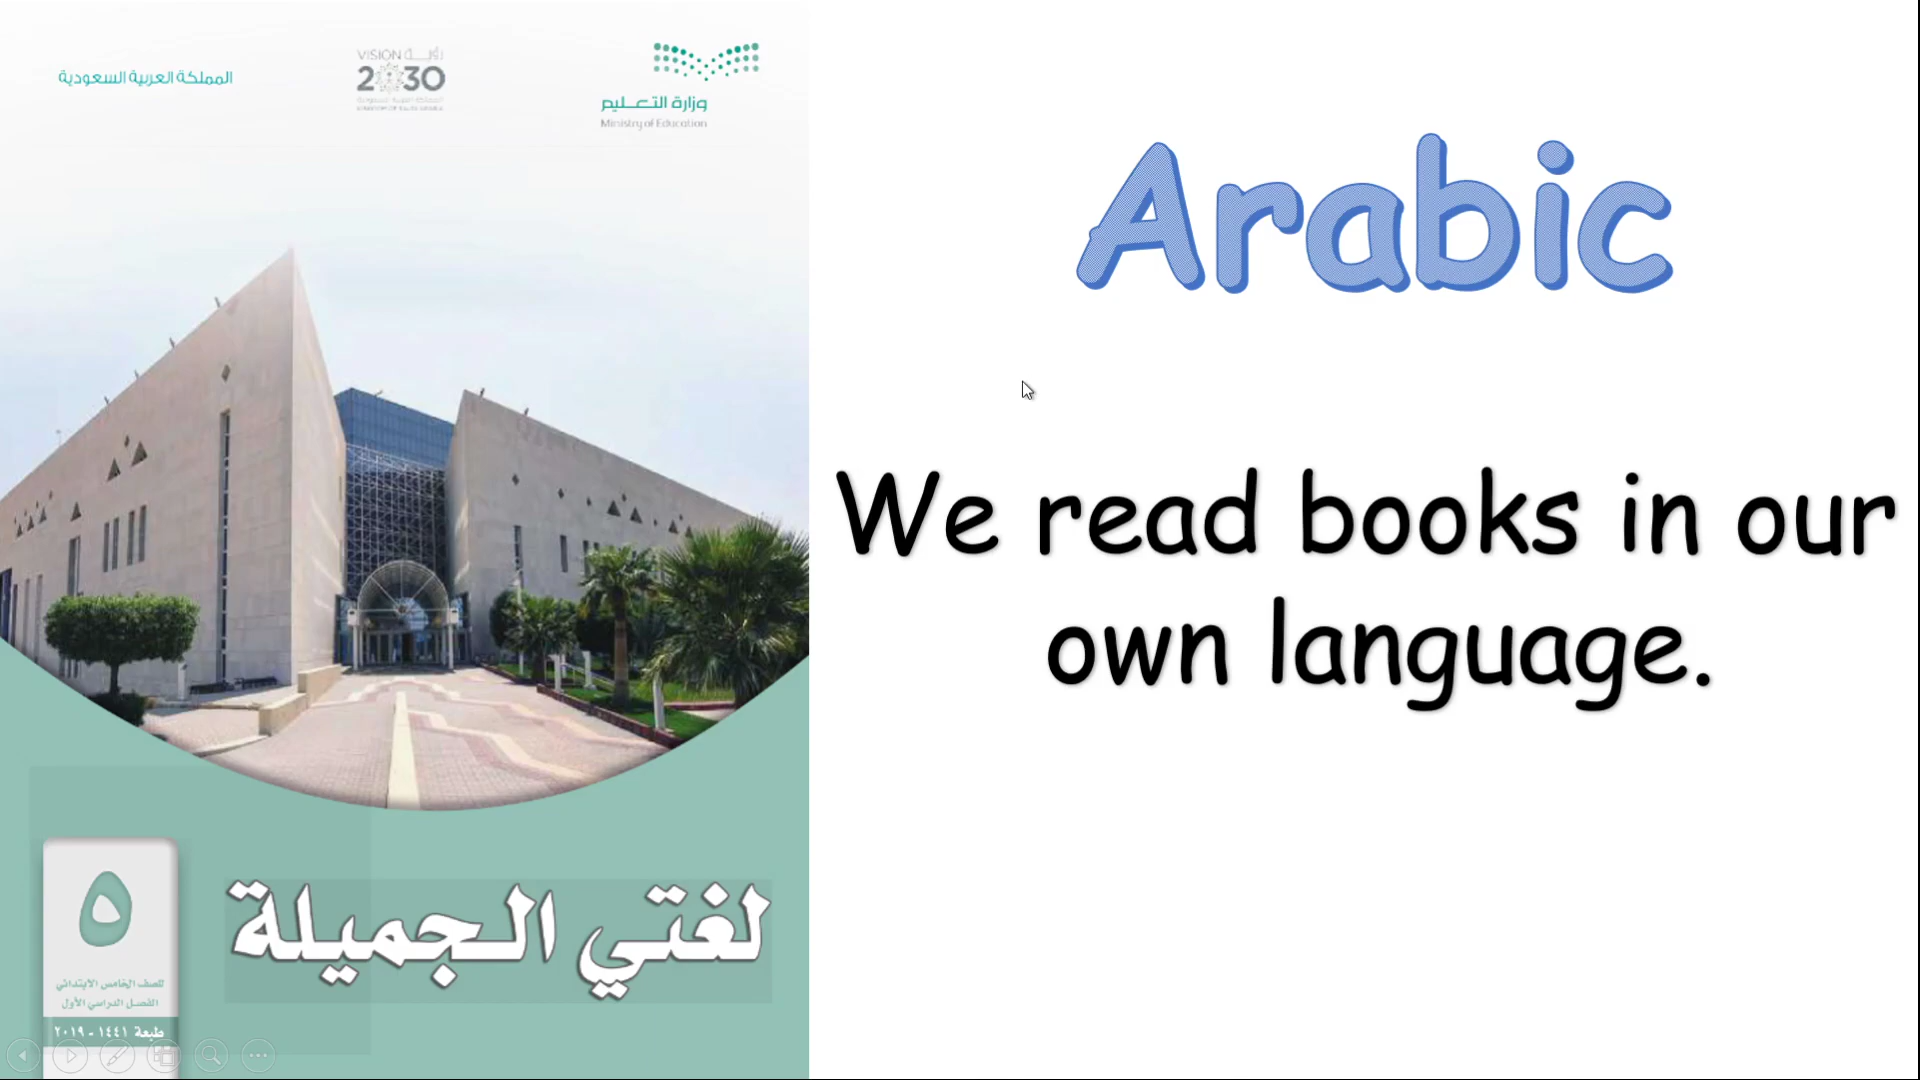 المملكة العربية السعودية
VISION رؤية
2030
وزارة التعليم
Ministry of Education
Arabic
We read books in our
own language.
لغتي الجميلة
٥
للصف الخامس الابتدائي
الفصل الدراسي الأول
طبعة ١٤٤١ - ٢٠١٩